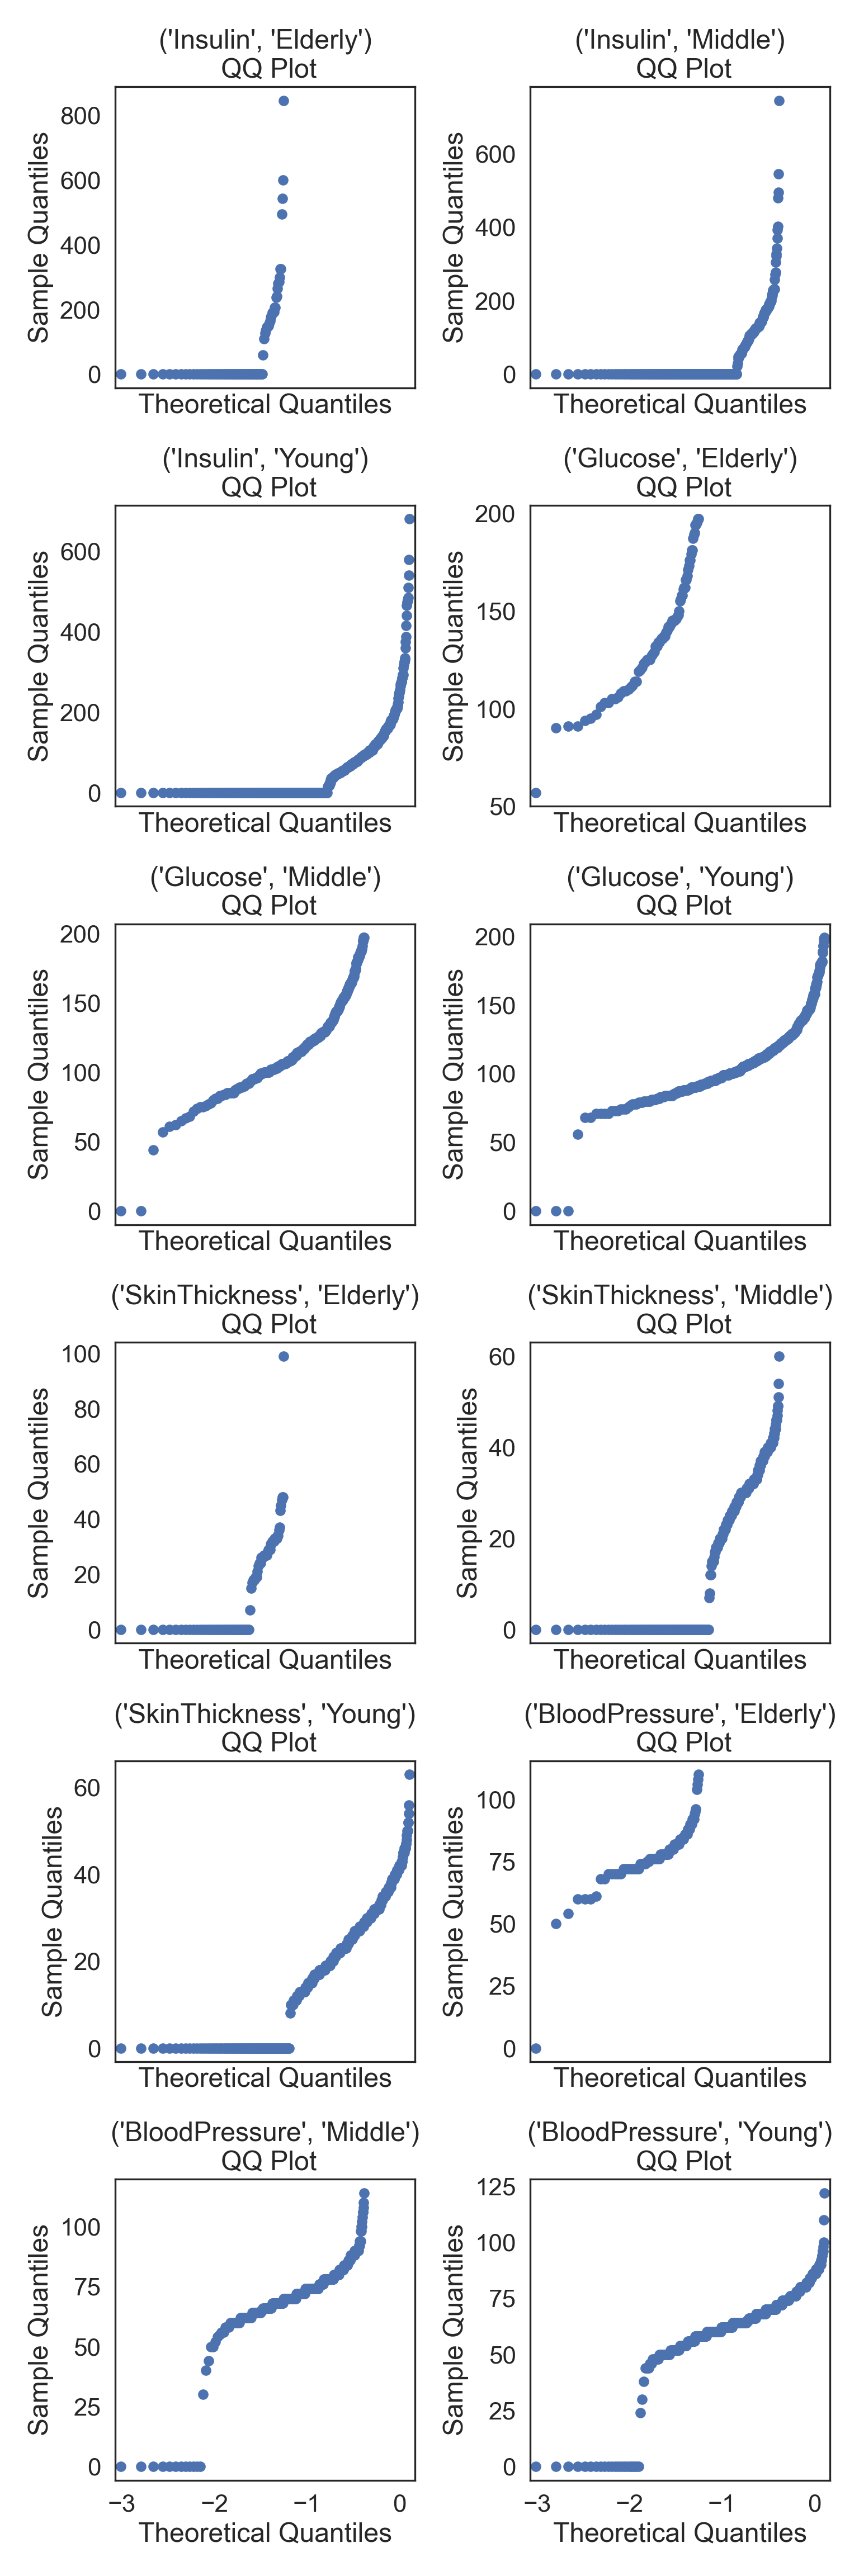 ('Insulin', 'Elderly')
QQ Plot
Sample Quantiles
800
600
400
200
0
Theoretical Quantiles
('Insulin', 'Middle')
QQ Plot
Sample Quantiles
600
400
200
0
Theoretical Quantiles
('Insulin', 'Young')
QQ Plot
Sample Quantiles
600
400
200
0
Theoretical Quantiles
('Glucose', 'Elderly')
QQ Plot
Sample Quantiles
200
150
100
50
Theoretical Quantiles
('Glucose', 'Middle')
QQ Plot
Sample Quantiles
200
150
100
50
0
Theoretical Quantiles
('Glucose', 'Young')
QQ Plot
Sample Quantiles
200
150
100
50
0
Theoretical Quantiles
('SkinThickness', 'Elderly')
QQ Plot
Sample Quantiles
100
80
60
40
20
0
Theoretical Quantiles
('SkinThickness', 'Middle')
QQ Plot
Sample Quantiles
60
40
20
0
Theoretical Quantiles
('SkinThickness', 'Young')
QQ Plot
Sample Quantiles
60
40
20
0
Theoretical Quantiles
('BloodPressure', 'Elderly')
QQ Plot
Sample Quantiles
100
75
50
25
0
Theoretical Quantiles
('BloodPressure', 'Middle')
QQ Plot
Sample Quantiles
100
75
50
25
0
−3 −2 −1 0
Theoretical Quantiles
('BloodPressure', 'Young')
QQ Plot
Sample Quantiles
125
100
75
50
25
0
−3 −2 −1 0
Theoretical Quantiles